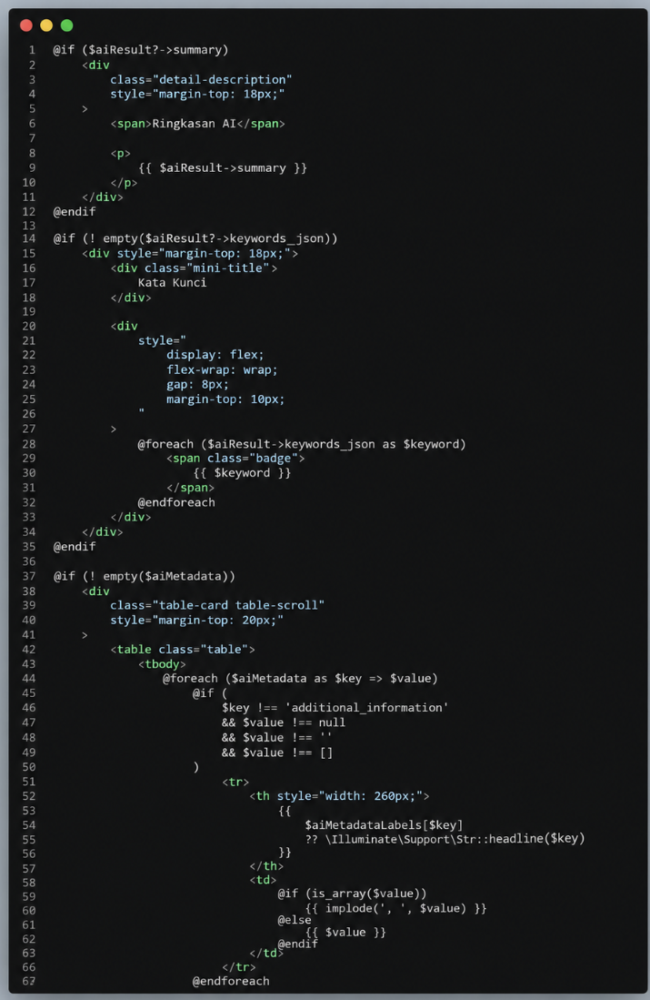 1 @if ($aiResult?->summary)
2     <div
3         class="detail-description"
4         style="margin-top: 18px;"
5     >
6         <span>Ringkasan AI</span>
7
8         <p>
9             {{ $aiResult->summary }}
10         </p>
11     </div>
12 @endif
13
14 @if (! empty($aiResult?->keywords_json))
15     <div style="margin-top: 18px;">
16         <div class="mini-title">
17             Kata Kunci
18         </div>
19
20         <div
21             style="
22                 display: flex;
23                 flex-wrap: wrap;
24                 gap: 8px;
25                 margin-top: 10px;
26             "
27         >
28             @foreach ($aiResult->keywords_json as $keyword)
29                 <span class="badge">
30                     {{ $keyword }}
31                 </span>
32             @endforeach
33         </div>
34     </div>
35 @endif
36
37 @if (! empty($aiMetadata))
38     <div
39         class="table-card table-scroll"
40         style="margin-top: 20px;"
41     >
42         <table class="table">
43             <tbody>
44                 @foreach ($aiMetadata as $key => $value)
45                     @if (
46                         $key !== 'additional_information'
47                         && $value !== null
48                         && $value !== ''
49                         && $value !== []
50                     )
51                         <tr>
52                             <th style="width: 260px;">
53                                 {{
54                                     $aiMetadataLabels[$key]
55                                     ?? \Illuminate\Support\Str::headline($key)
56                                 }}
57                             </th>
58                             <td>
59                                 @if (is_array($value))
60                                     {{ implode(', ', $value) }}
61                                 @else
62                                     {{ $value }}
                                @endif
63                             </td>
66                         </tr>
67                 @endforeach